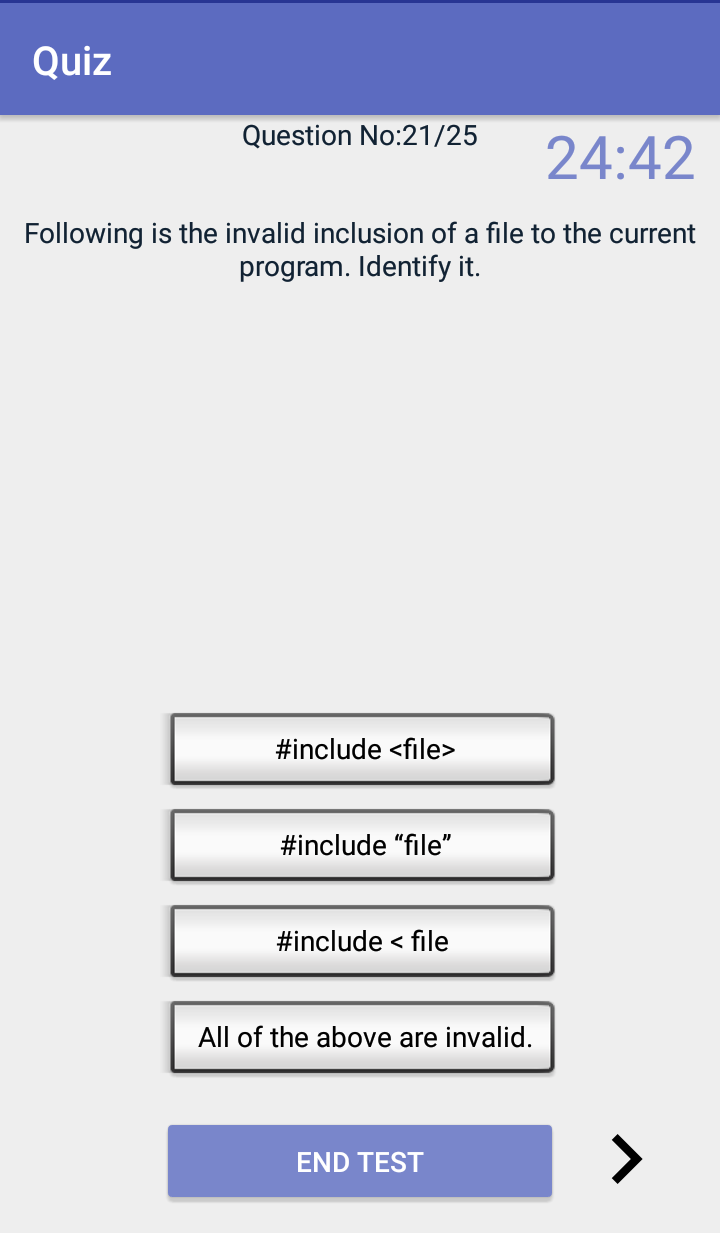 Quiz
Question No:21/25
24:42
Following is the invalid inclusion of a file to the current
program. Identify it.
#include <file>
#include “file”
#include < file
All of the above are invalid.
END TEST